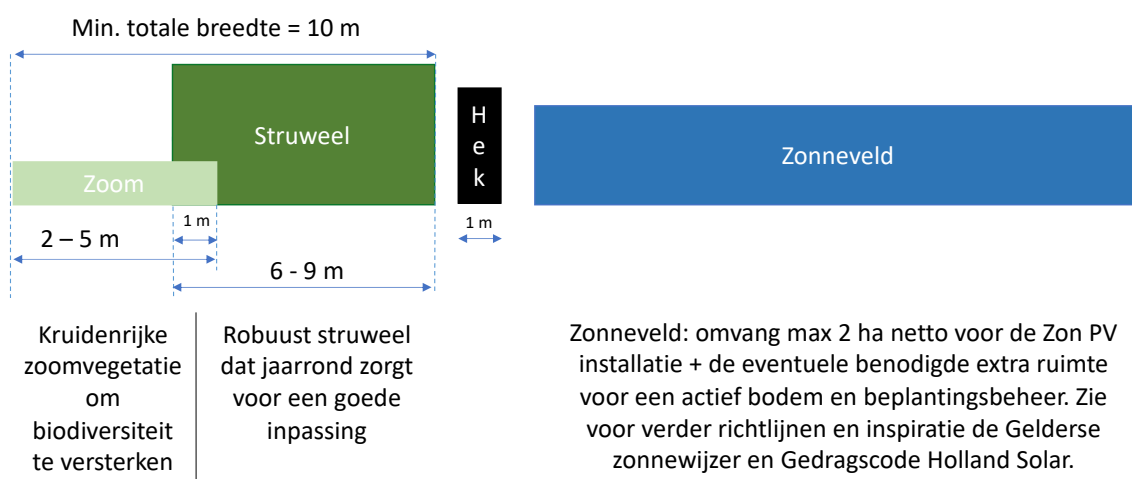 Min. totale breedte = 10 m
Struweel
Zoom
H
e
k
Zonneveld
1 m
1 m
2 – 5 m
6 - 9 m
Kruidenrijke
zoomvegetatie
om
biodiversiteit
te versterken
Robuust struweel
dat jaarrond zorgt
voor een goede
inpassing
Zonneveld: omvang max 2 ha netto voor de Zon PV
installatie + de eventuele benodigde extra ruimte
voor een actief bodem en beplantingsbeheer. Zie
voor verder richtlijnen en inspiratie de Gelderse
zonnewijzer en Gedragscode Holland Solar.